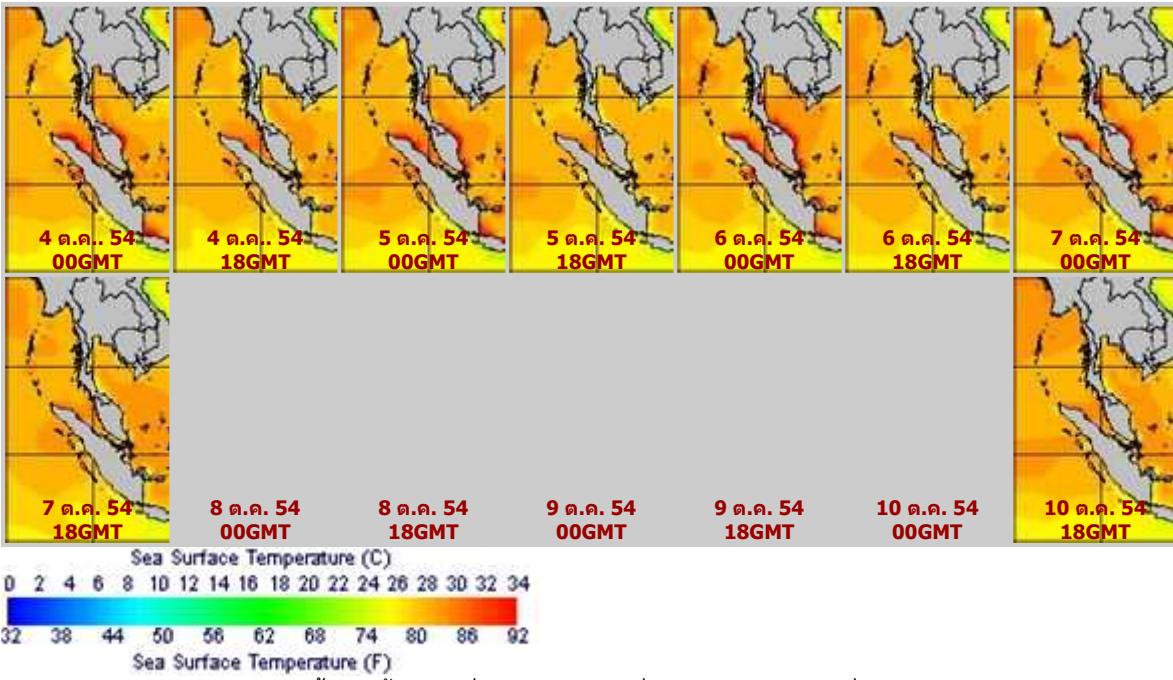 4 ต.ค.. 54
00GMT
4 ต.ค.. 54
18GMT
5 ต.ค. 54
00GMT
5 ต.ค. 54
18GMT
6 ต.ค. 54
00GMT
6 ต.ค. 54
18GMT
7 ต.ค. 54
00GMT
7 ต.ค. 54
18GMT
8 ต.ค. 54
00GMT
8 ต.ค. 54
18GMT
9 ต.ค. 54
00GMT
9 ต.ค. 54
18GMT
10 ต.ค. 54
00GMT
10 ต.ค. 54
18GMT
Sea Surface Temperature (C)
0 2 4 6 8 10 12 14 16 18 20 22 24 26 28 30 32 34
32 38 44 50 56 62 68 74 80 86 92
Sea Surface Temperature (F)